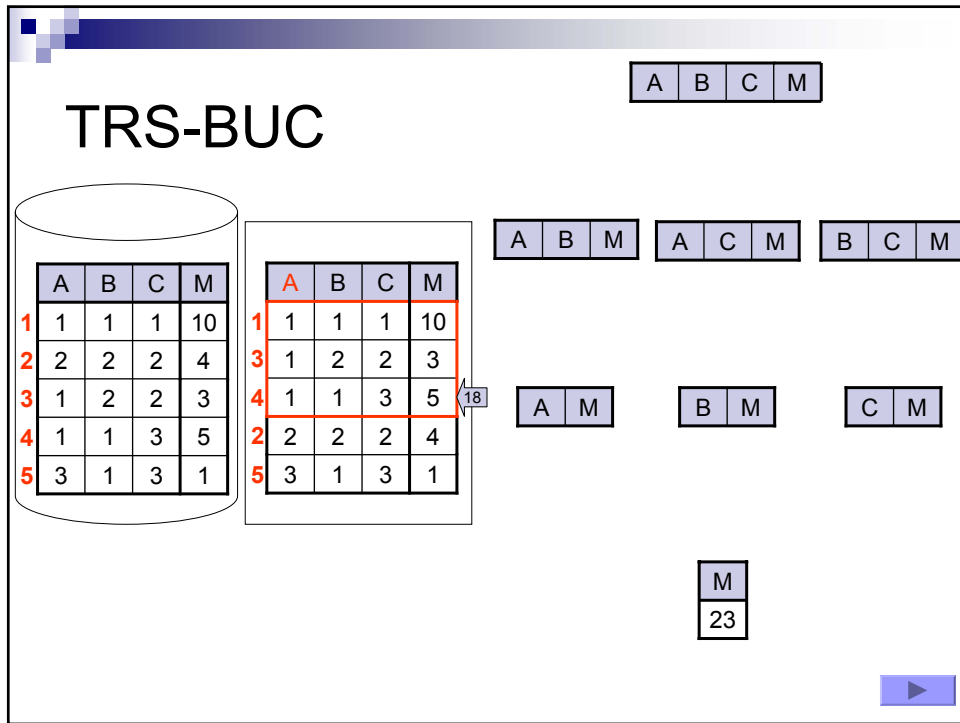 A B C M
TRS-BUC
A B M A C M B C M
A B C M
1 1 1 1 10
2 2 2 2 4
3 1 2 2 3
4 1 1 3 5
5 3 1 3 1
A B C M
1 1 1 1 10
3 1 2 2 3
4 1 1 3 5 18
2 2 2 2 4
5 3 1 3 1
A M B M C M
M
23